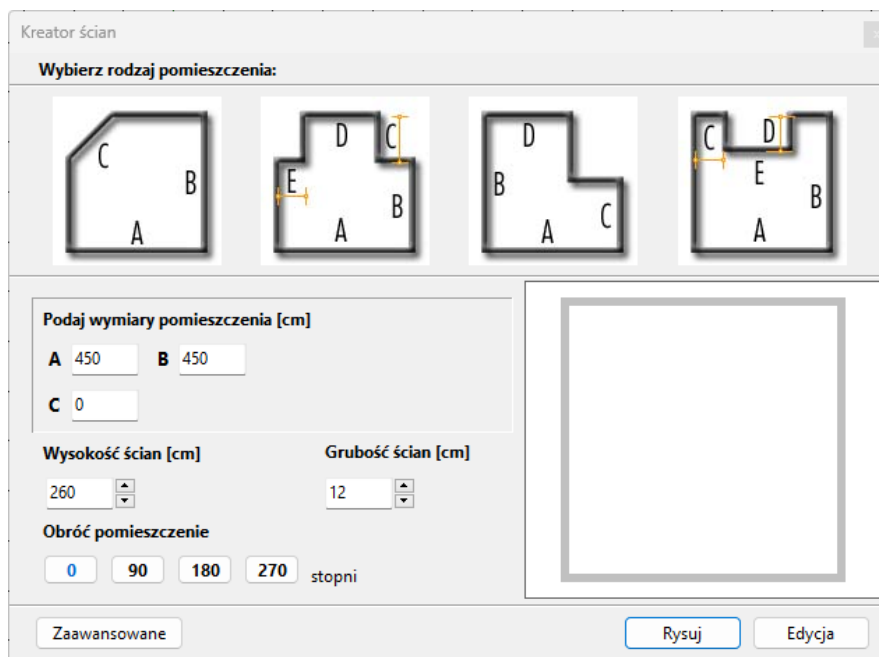 Kreator ścian
Wybierz rodzaj pomieszczenia:
C B A
D C E B A
D B C A
C D E B A
Podaj wymiary pomieszczenia [cm]
A 450 B 450
C 0
Wysokość ścian [cm] Grubość ścian [cm]
260 12
Obróć pomieszczenie
0 90 180 270 stopni
Zaawansowane Rysuj Edycja